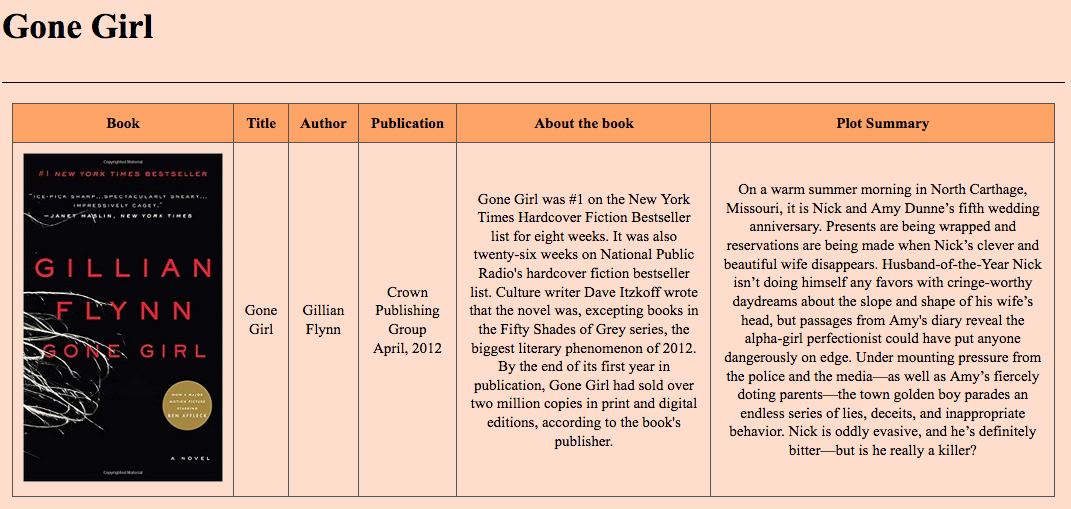 Gone Girl
Book
Title
Author
Publication
About the book
Plot Summary
Copyrighted Material
#1 NEW YORK TIMES BESTSELLER
"ICE-PICK SHARP...SPECTACULARLY SNEAKY...
IMPRESSIVELY CAGEY."
—JANET MASLIN, NEW YORK TIMES
GILLIAN
FLYNN
GONE GIRL
NOW A MAJOR
MOTION PICTURE
STARRING
BEN AFFLECK
A NOVEL
Copyrighted Material
Gone
Girl
Gillian
Flynn
Crown
Publishing
Group
April, 2012
Gone Girl was #1 on the New York
Times Hardcover Fiction Bestseller
list for eight weeks. It was also
twenty-six weeks on National Public
Radio's hardcover fiction bestseller
list. Culture writer Dave Itzkoff wrote
that the novel was, excepting books in
the Fifty Shades of Grey series, the
biggest literary phenomenon of 2012.
By the end of its first year in
publication, Gone Girl had sold over
two million copies in print and digital
editions, according to the book's
publisher.
On a warm summer morning in North Carthage,
Missouri, it is Nick and Amy Dunne’s fifth wedding
anniversary. Presents are being wrapped and
reservations are being made when Nick’s clever and
beautiful wife disappears. Husband-of-the-Year Nick
isn’t doing himself any favors with cringe-worthy
daydreams about the slope and shape of his wife’s
head, but passages from Amy's diary reveal the
alpha-girl perfectionist could have put anyone
dangerously on edge. Under mounting pressure from
the police and the media—as well as Amy’s fiercely
doting parents—the town golden boy parades an
endless series of lies, deceits, and inappropriate
behavior. Nick is oddly evasive, and he’s definitely
bitter—but is he really a killer?